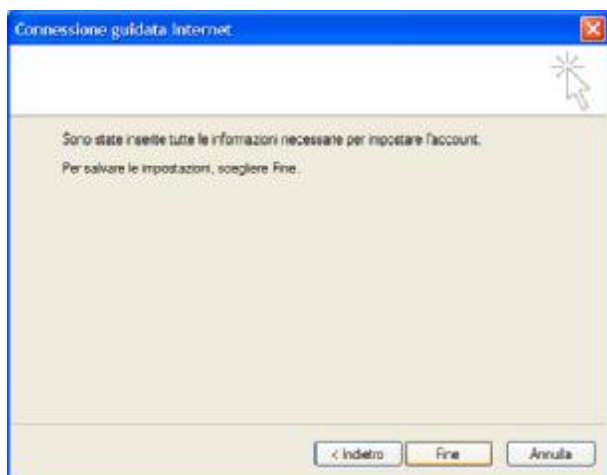 Connessione guidata Internet
Sono state inserite tutte le informazioni necessarie per impostare l'account.
Per salvare le impostazioni, scegliere Fine.
< Indietro Fine Annulla